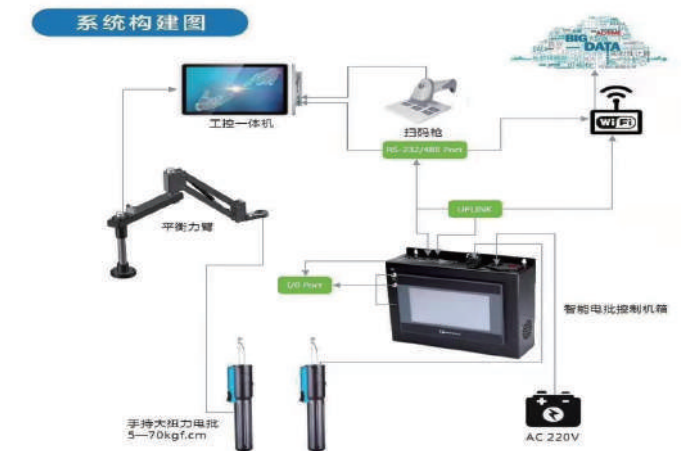 系统构建图
BIG
DATA
工控一体机
扫码枪
WiFi
RS-232/485 Port
平衡力臂
UPLINK
I/O Port
智能电批控制机箱
手持大扭力电批
5—70kgf.cm
AC 220V